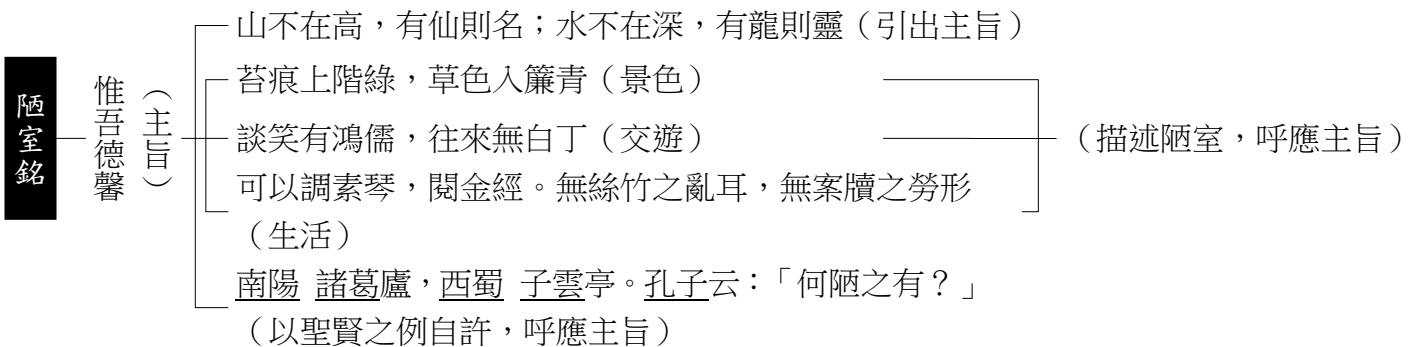 陋室銘
惟吾德馨
（主旨）
山不在高，有仙則名；水不在深，有龍則靈（引出主旨）
苔痕上階綠，草色入簾青（景色）
談笑有鴻儒，往來無白丁（交遊）
可以調素琴，閱金經。無絲竹之亂耳，無案牘之勞形
（生活）
（描述陋室，呼應主旨）
南陽 諸葛廬，西蜀 子雲亭。孔子云：「何陋之有？」
（以聖賢之例自許，呼應主旨）